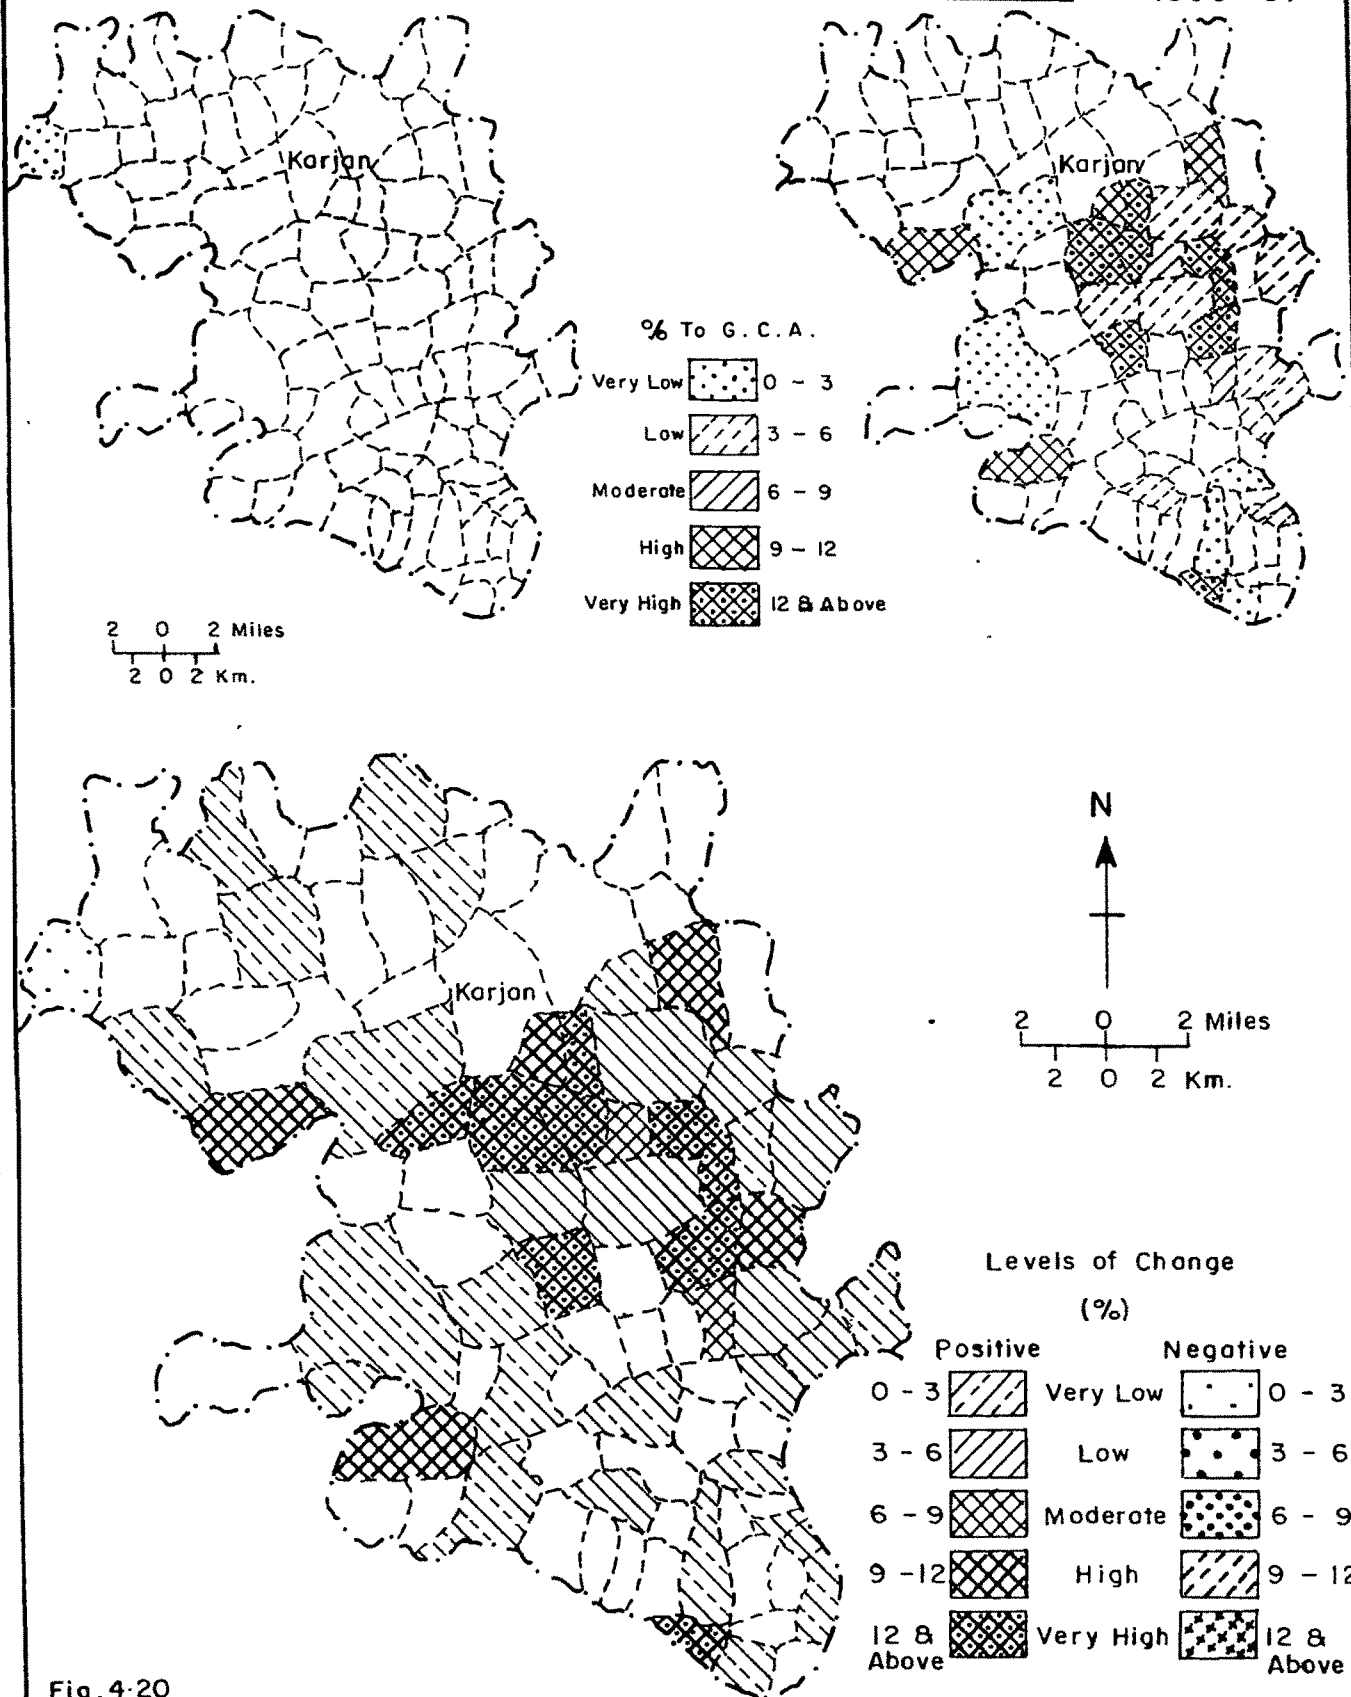 Karjan
Karjan
% To G.C.A.
Very Low 0 - 3
Low 3 - 6
Moderate 6 - 9
High 9 - 12
Very High 12 & Above
2 0 2 Miles
2 0 2 Km.
N
Karjan
2 0 2 Miles
2 0 2 Km.
Levels of Change
(%)
Positive Negative
0 - 3 Very Low 0 - 3
3 - 6 Low 3 - 6
6 - 9 Moderate 6 - 9
9 - 12 High 9 - 12
12 & Above Very High 12 & Above
Fig. 4·20